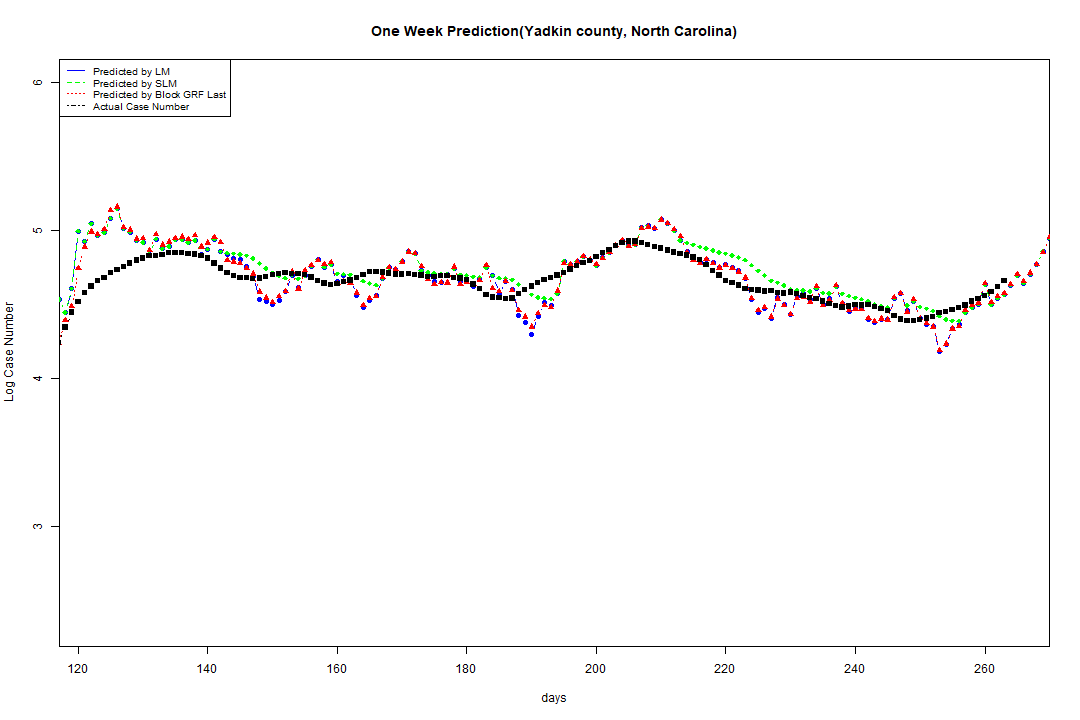 One Week Prediction(Yadkin county, North Carolina)
Predicted by LM
Predicted by SLM
Predicted by Block GRF Last
Actual Case Number
6
5
4
3
Log Case Number
120 140 160 180 200 220 240 260
days